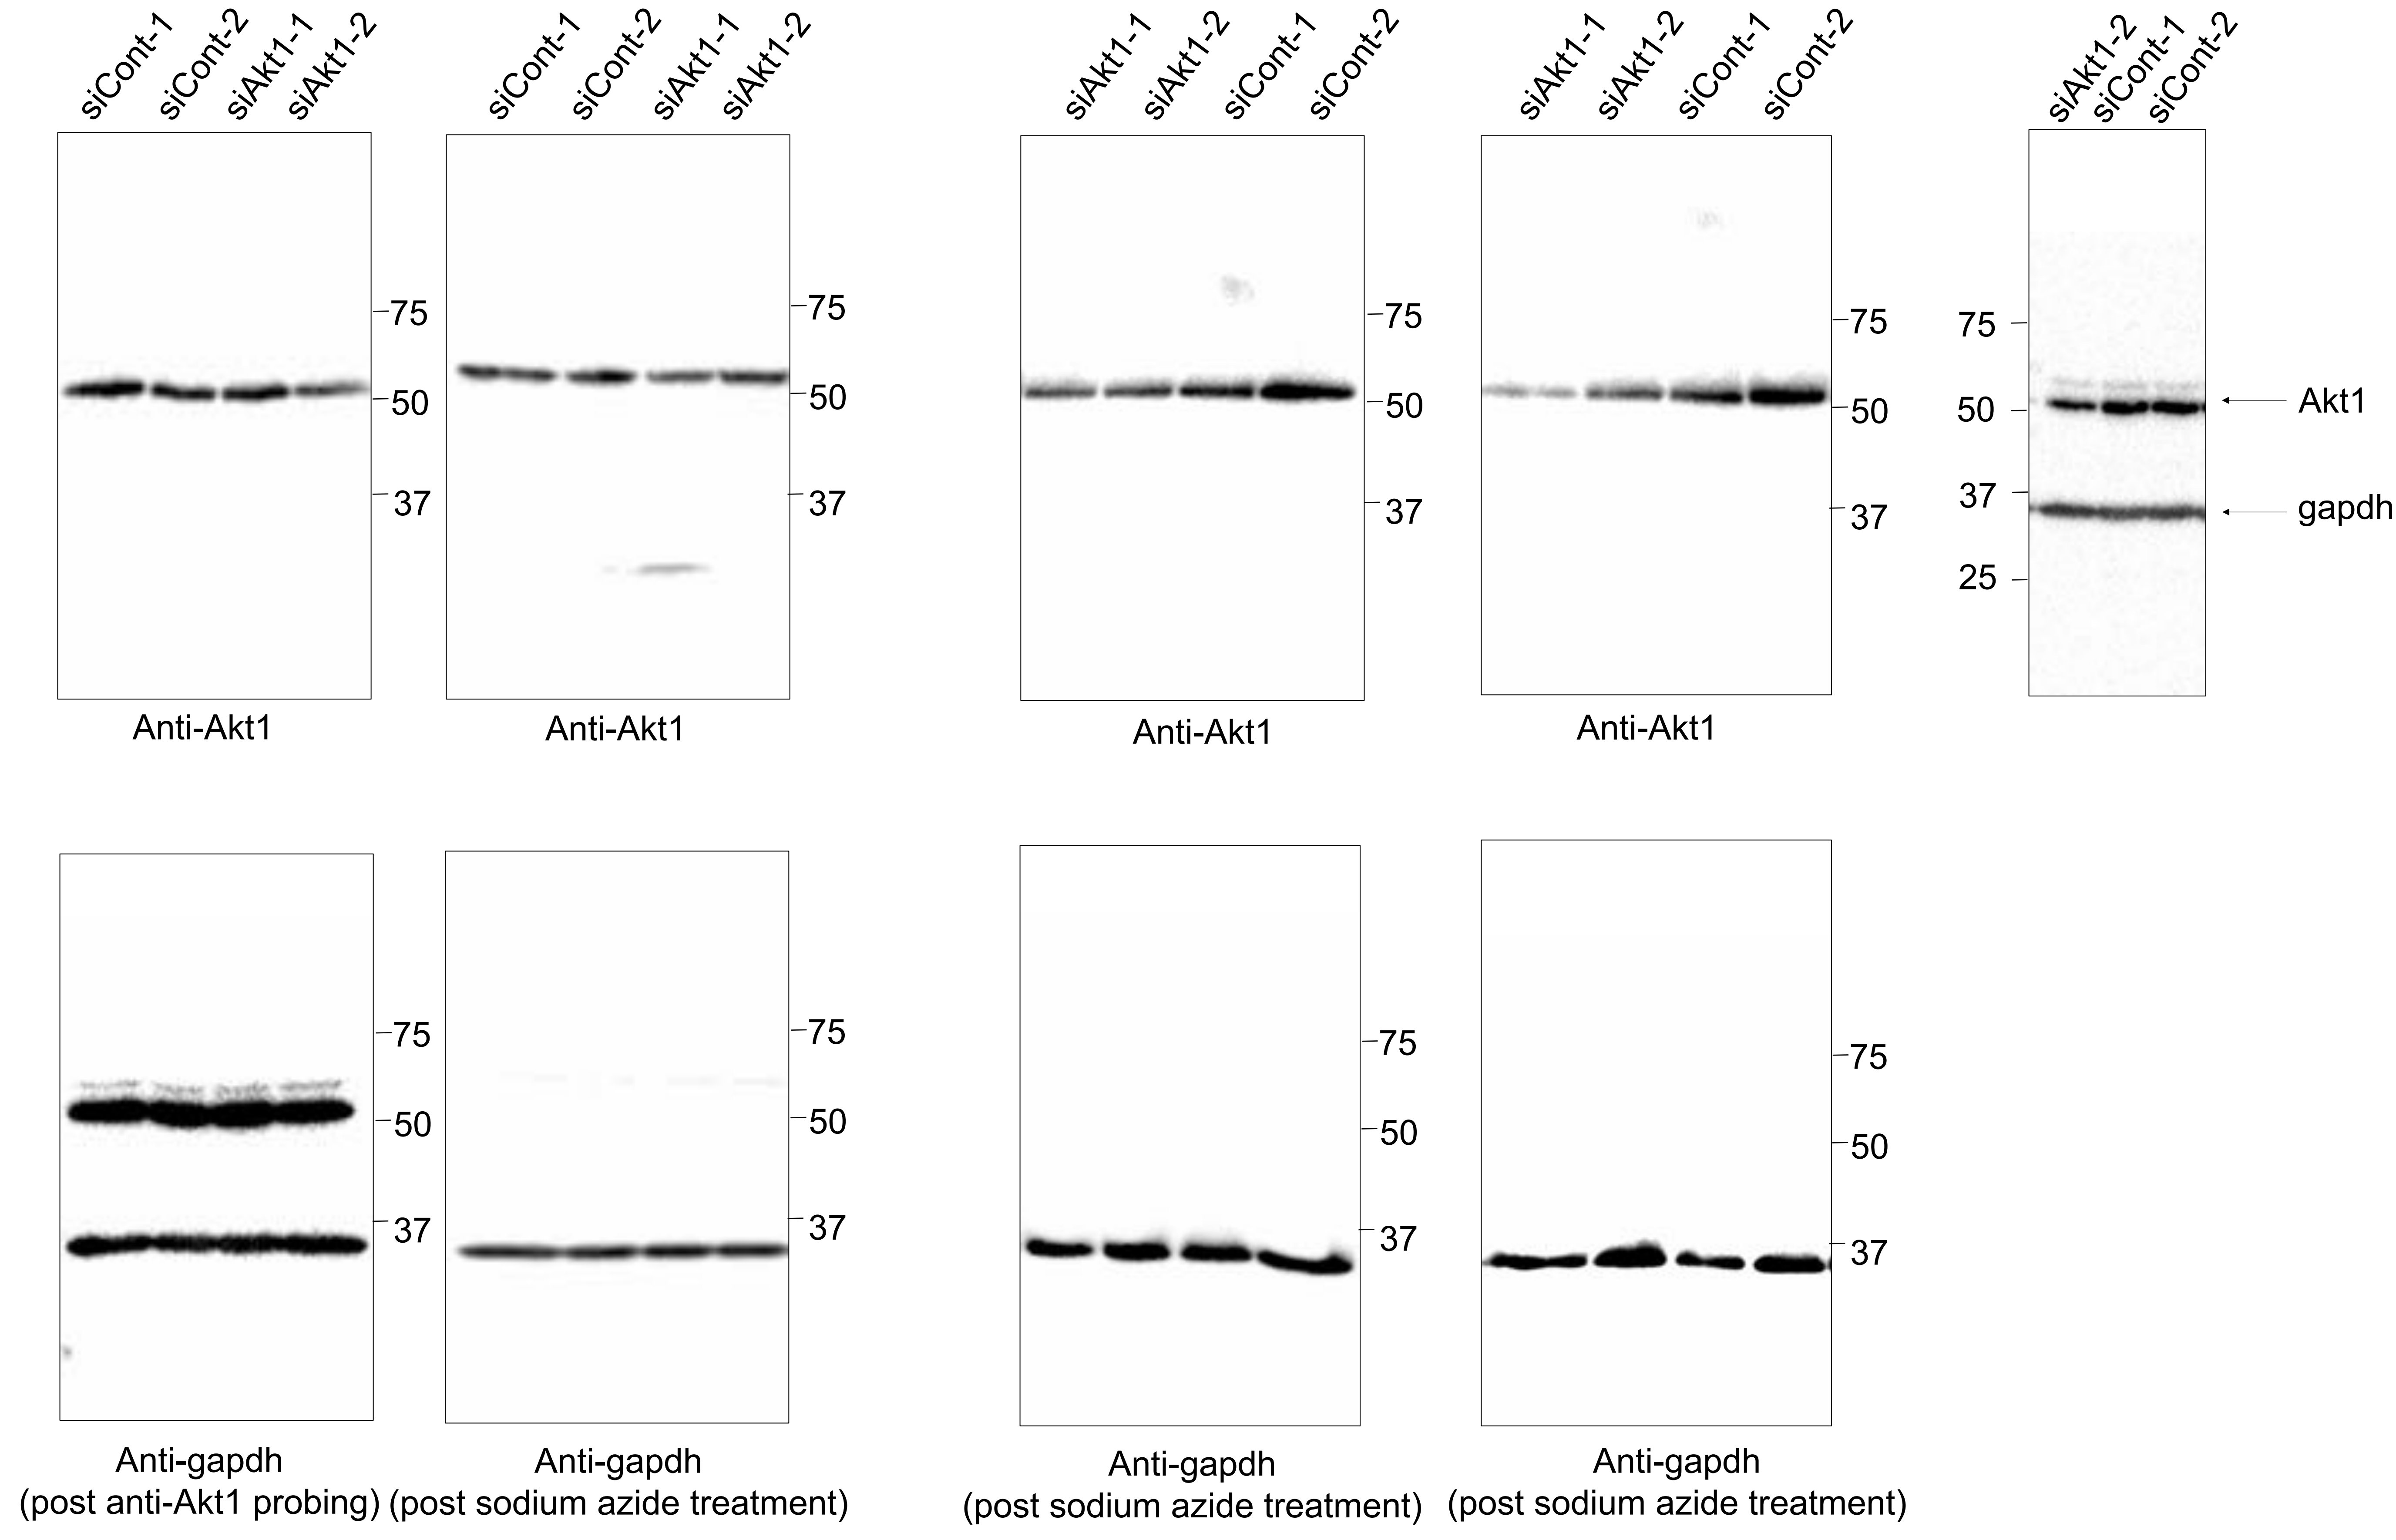 siCont-1 siCont-2 siAkt1-1 siAkt1-2
75
50
37
Anti-Akt1
siCont-1 siCont-2 siAkt1-1 siAkt1-2
75
50
37
Anti-Akt1
siAkt1-1 siAkt1-2 siCont-1 siCont-2
75
50
37
Anti-Akt1
siAkt1-1 siAkt1-2 siCont-1 siCont-2
75
50
37
Anti-Akt1
siAkt1-2 siCont-1 siCont-2
75
50
37
25
Akt1
gapdh
75
50
37
Anti-gapdh
(post anti-Akt1 probing)
75
50
37
Anti-gapdh
(post sodium azide treatment)
75
50
37
Anti-gapdh
(post sodium azide treatment)
75
50
37
Anti-gapdh
(post sodium azide treatment)